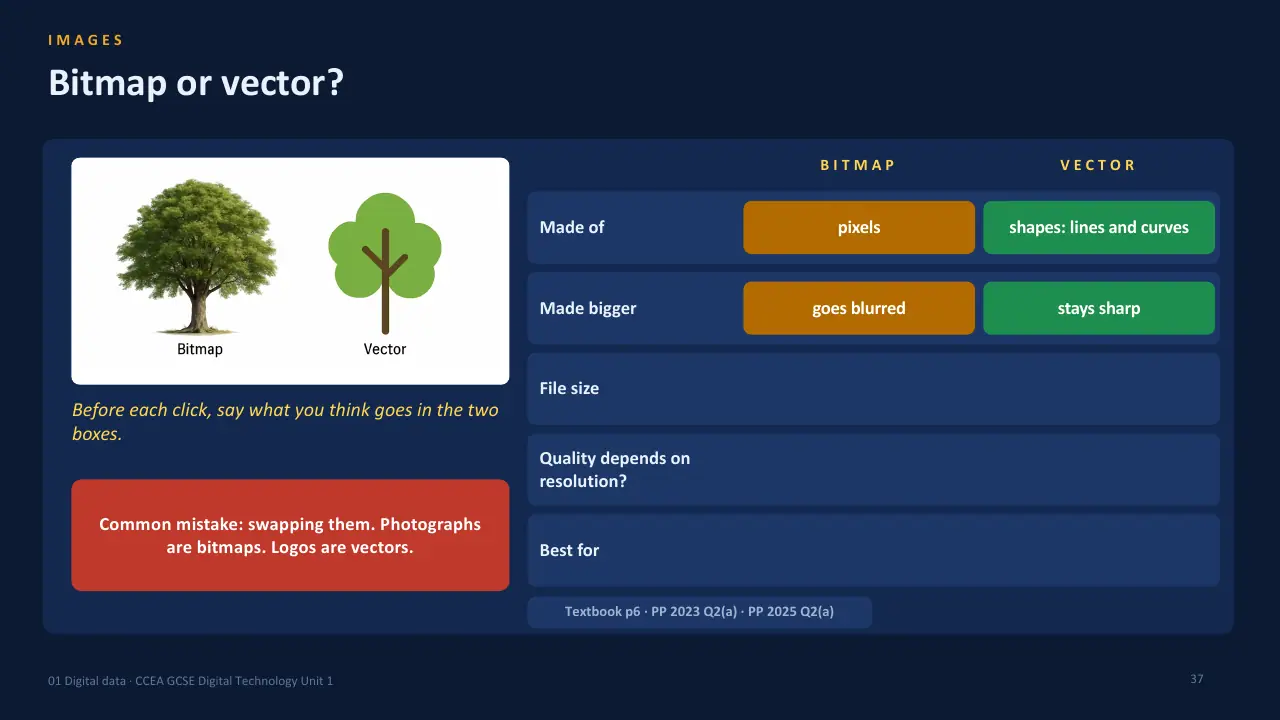 IMAGES
Bitmap or vector?
Bitmap
Vector
Before each click, say what you think goes in the two
boxes.
Common mistake: swapping them. Photographs
are bitmaps. Logos are vectors.
BITMAP
VECTOR
Made of
pixels
shapes: lines and curves
Made bigger
goes blurred
stays sharp
File size
Quality depends on
resolution?
Best for
Textbook p6 · PP 2023 Q2(a) · PP 2025 Q2(a)
01 Digital data · CCEA GCSE Digital Technology Unit 1
37